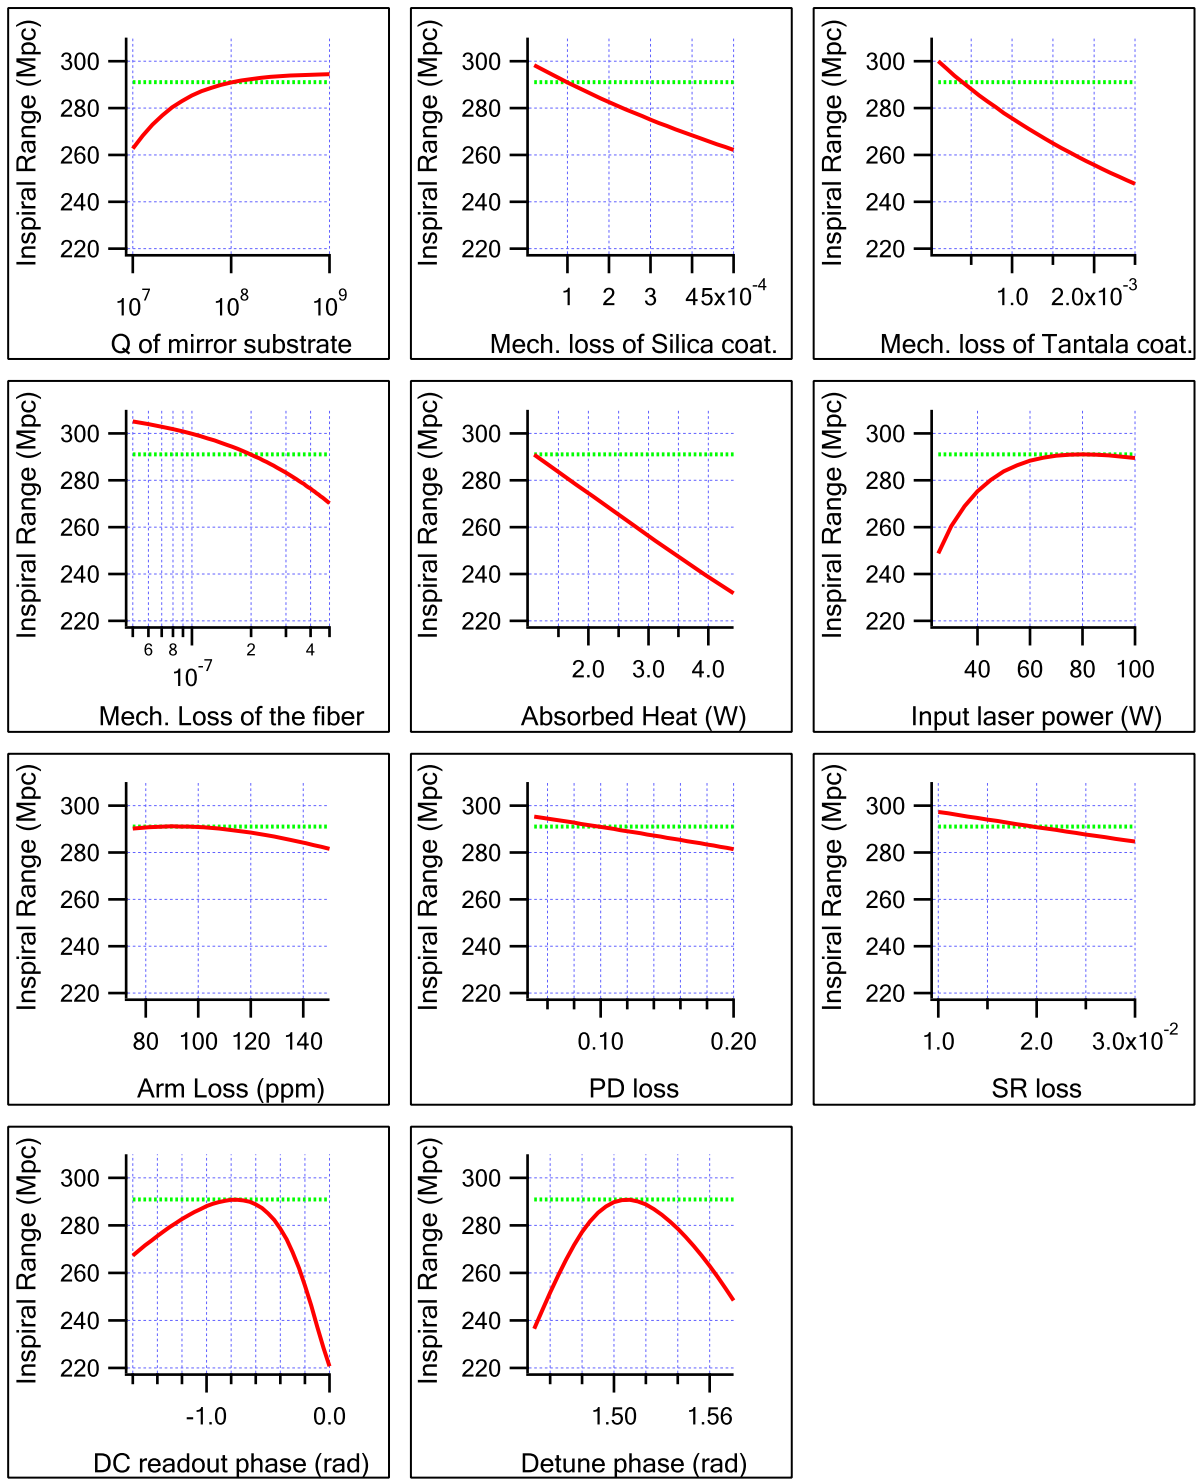 Inspiral Range (Mpc)
300
280
260
240
220
10^7 10^8 10^9
Q of mirror substrate
Inspiral Range (Mpc)
300
280
260
240
220
1 2 3 4 5x10^-4
Mech. loss of Silica coat.
Inspiral Range (Mpc)
300
280
260
240
220
1.0 2.0x10^-3
Mech. loss of Tantala coat.
Inspiral Range (Mpc)
300
280
260
240
220
6 8 2 4
10^-7
Mech. Loss of the fiber
Inspiral Range (Mpc)
300
280
260
240
220
2.0 3.0 4.0
Absorbed Heat (W)
Inspiral Range (Mpc)
300
280
260
240
220
40 60 80 100
Input laser power (W)
Inspiral Range (Mpc)
300
280
260
240
220
80 100 120 140
Arm Loss (ppm)
Inspiral Range (Mpc)
300
280
260
240
220
0.10 0.20
PD loss
Inspiral Range (Mpc)
300
280
260
240
220
1.0 2.0 3.0x10^-2
SR loss
Inspiral Range (Mpc)
300
280
260
240
220
-1.0 0.0
DC readout phase (rad)
Inspiral Range (Mpc)
300
280
260
240
220
1.50 1.56
Detune phase (rad)